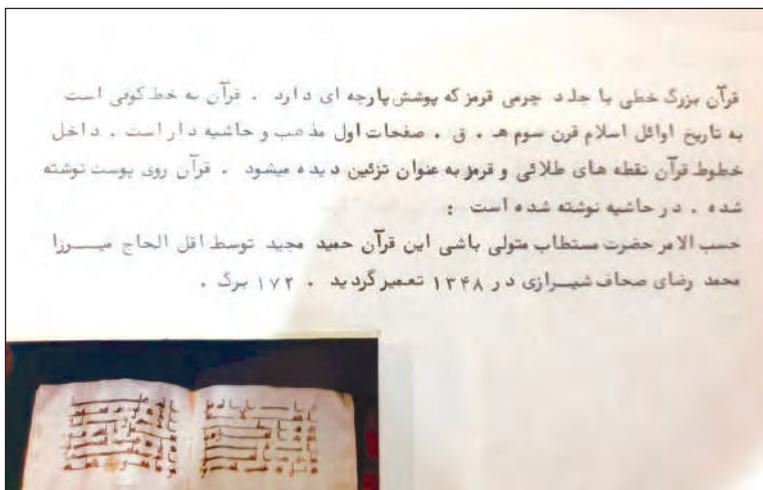 قرآن بزرگ خطی با جلد چرمی قرمز که پوشش پارچه ای دارد . قرآن به خط کوفی است
به تاریخ اوائل اسلام قرن سوم هـ . ق . صفحات اول مذهب و حاشیه دار است . داخل
خطوط قرآن نقطه های طلائی و قرمز به عنوان تزئین دیده میشود . قرآن روی پوست نوشته
شده . در حاشیه نوشته شده است :
حسب الامر حضرت مستطاب متولی باشی این قرآن حمید مجید توسط اقل الحاج میـــرزا
محمد رضای صحاف شیـــرازی در ۱۳۴۸ تعمیر گردید . ۱۷۲ برگ .